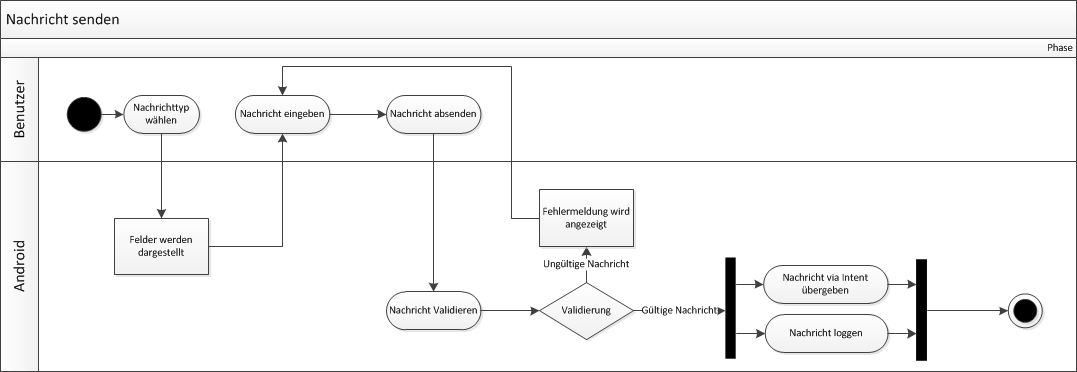 Nachricht senden
Phase
Benutzer
Nachrichttyp
wählen
Nachricht eingeben
Nachricht absenden
Android
Felder werden
dargestellt
Fehlermeldung wird
angezeigt
Ungültige Nachricht
Nachricht Validieren
Validierung
Gültige Nachricht
Nachricht via Intent
übergeben
Nachricht loggen